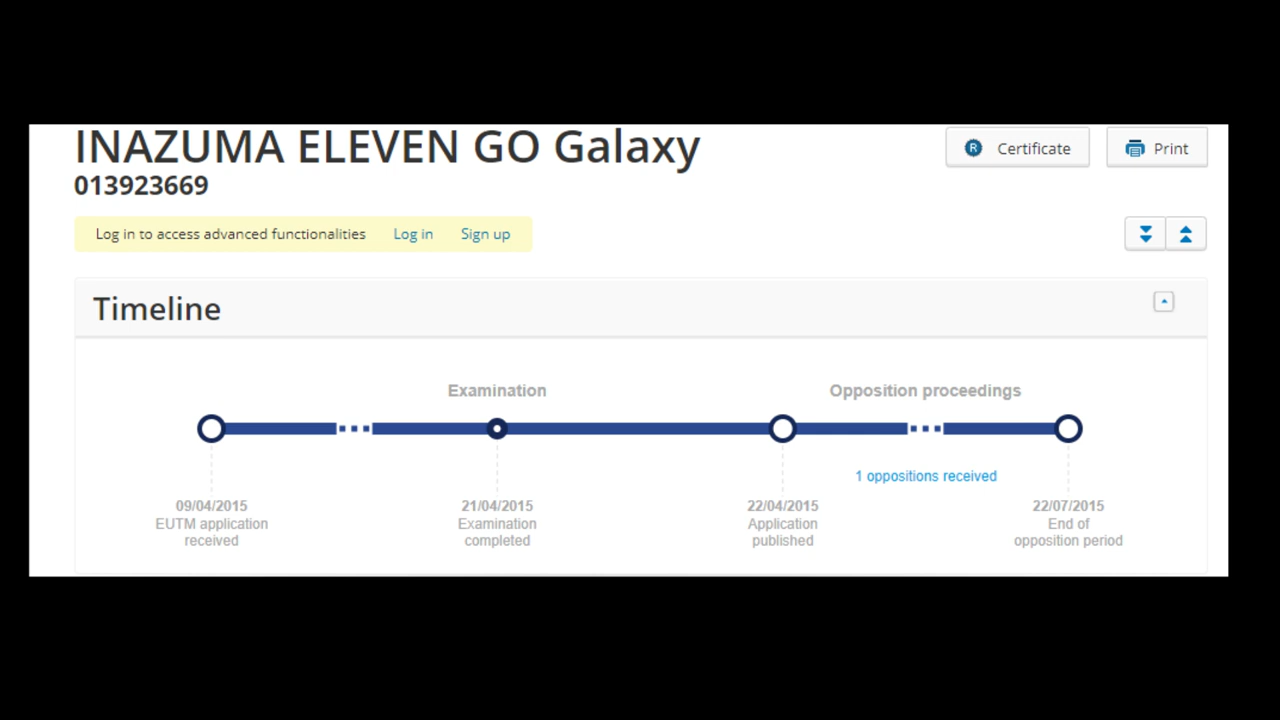 INAZUMA ELEVEN GO Galaxy
013923669
R Certificate
Print
Log in to access advanced functionalities Log in Sign up
Timeline
Examination
Opposition proceedings
1 oppositions received
09/04/2015
EUTM application
received
21/04/2015
Examination
completed
22/04/2015
Application
published
22/07/2015
End of
opposition period